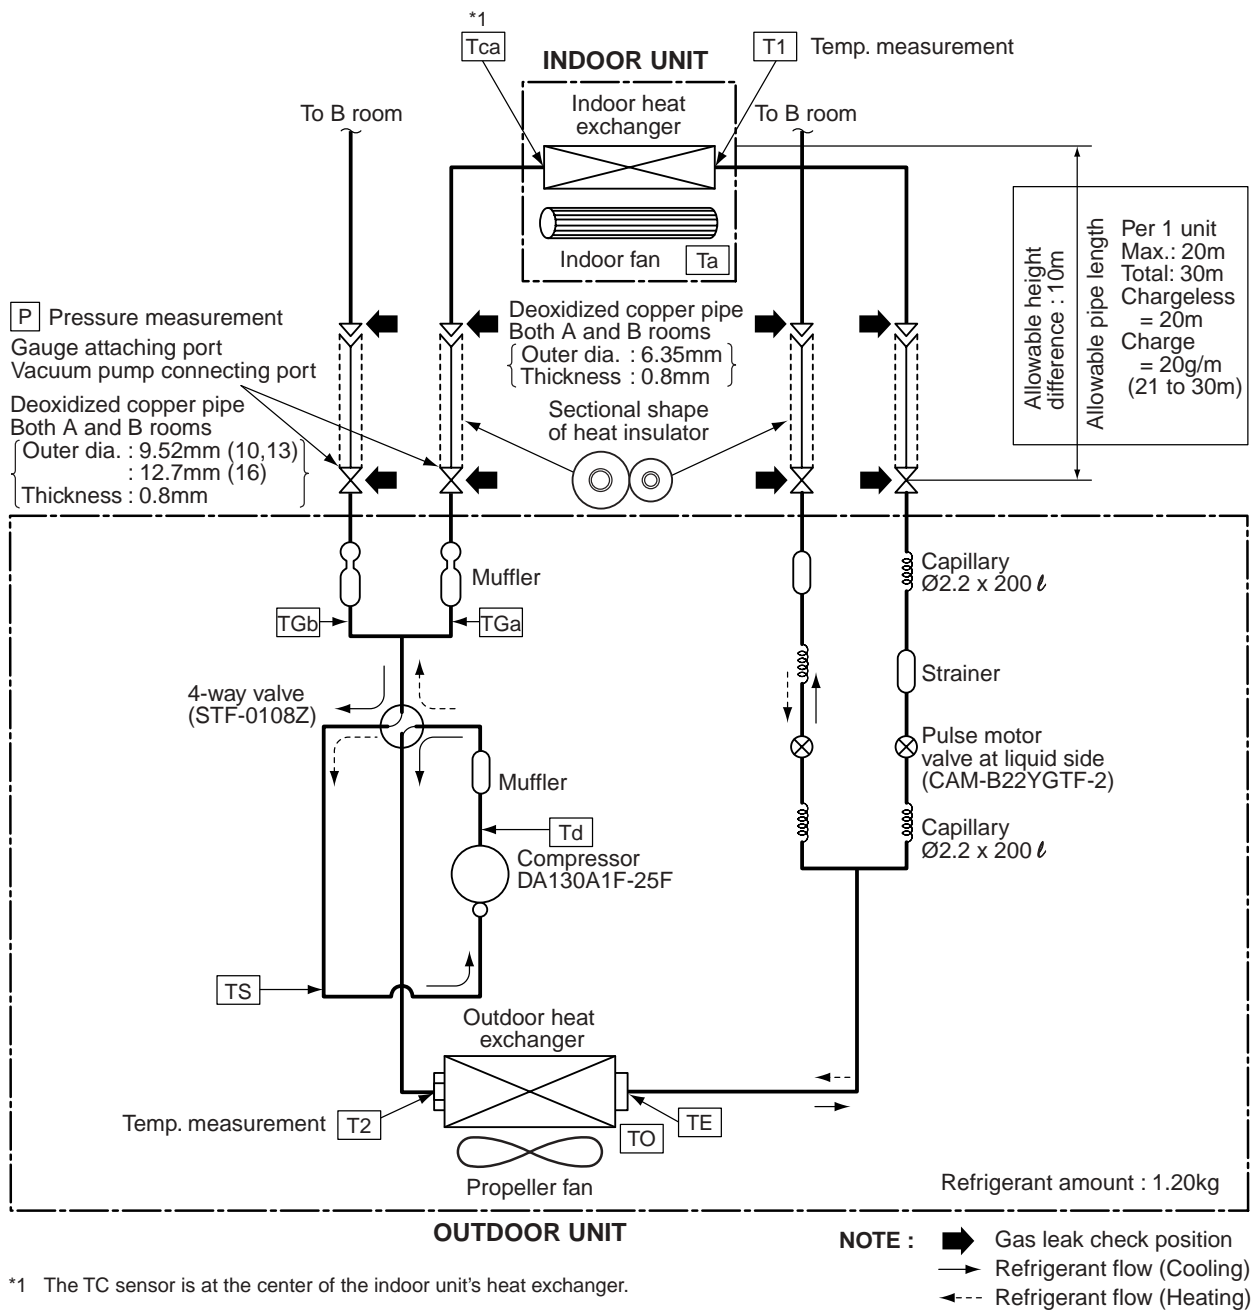 *1
Tca
T1 Temp. measurement
INDOOR UNIT
To B room
Indoor heat
exchanger
To B room
Indoor fan
Ta
Allowable height
difference : 10m
Allowable pipe length
Per 1 unit
Max.: 20m
Total: 30m
Chargeless
= 20m
Charge
= 20g/m
(21 to 30m)
P Pressure measurement
Gauge attaching port
Vacuum pump connecting port
Deoxidized copper pipe
Both A and B rooms
Outer dia. : 9.52mm (10,13)
: 12.7mm (16)
Thickness : 0.8mm
Deoxidized copper pipe
Both A and B rooms
Outer dia. : 6.35mm
Thickness : 0.8mm
Sectional shape
of heat insulator
Muffler
TGb
TGa
Capillary
Ø2.2 x 200 ℓ
Strainer
4-way valve
(STF-0108Z)
Pulse motor
valve at liquid side
(CAM-B22YGTF-2)
Muffler
Td
Compressor
DA130A1F-25F
Capillary
Ø2.2 x 200 ℓ
TS
Outdoor heat
exchanger
Temp. measurement T2
TO
TE
Propeller fan
Refrigerant amount : 1.20kg
OUTDOOR UNIT
NOTE :
Gas leak check position
Refrigerant flow (Cooling)
Refrigerant flow (Heating)
*1 The TC sensor is at the center of the indoor unit's heat exchanger.